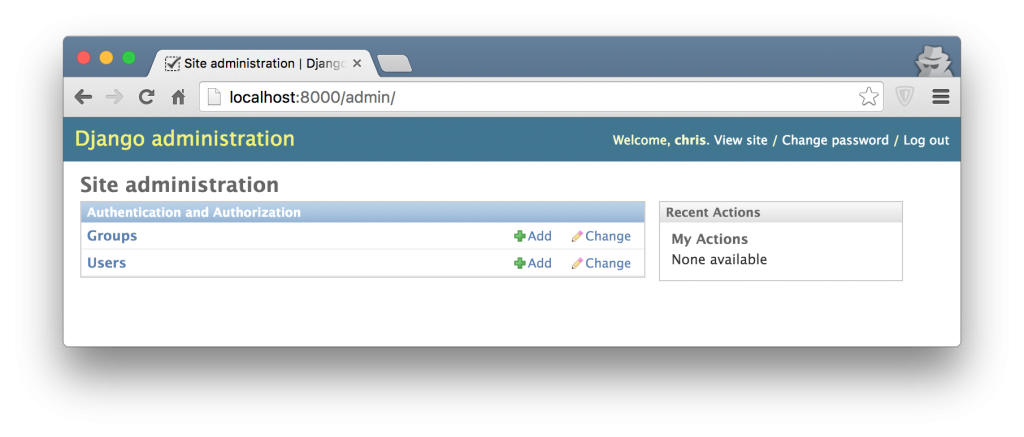 Site administration | Django
localhost:8000/admin/
Django administration
Welcome, chris. View site / Change password / Log out
Site administration
Authentication and Authorization
Groups Add Change
Users Add Change
Recent Actions
My Actions
None available